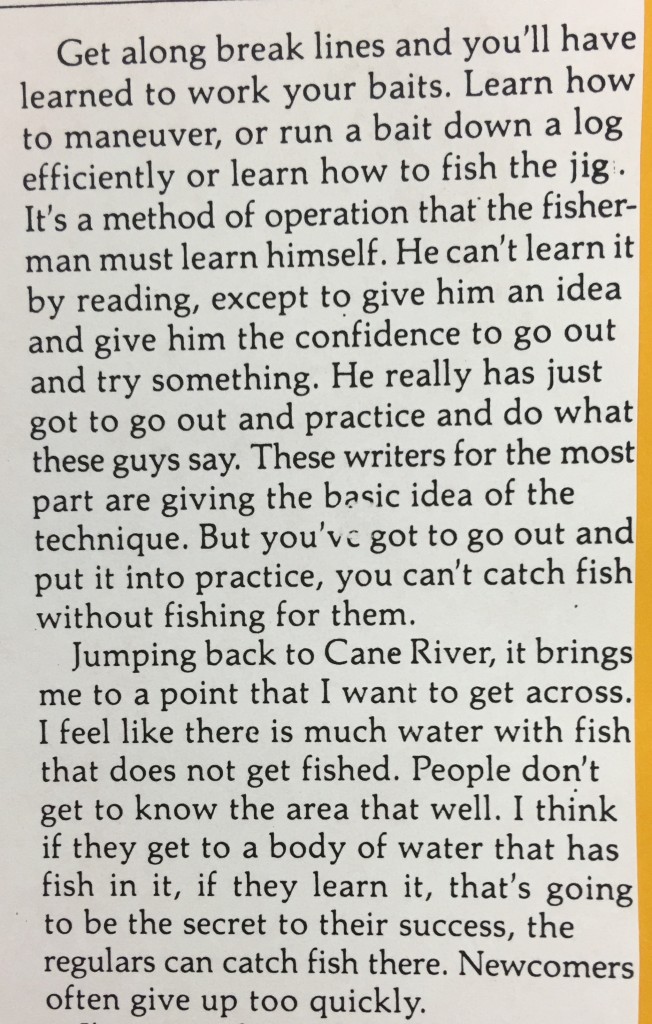 Get along break lines and you'll have
learned to work your baits. Learn how
to maneuver, or run a bait down a log
efficiently or learn how to fish the jig.
It's a method of operation that the fisher-
man must learn himself. He can't learn it
by reading, except to give him an idea
and give him the confidence to go out
and try something. He really has just
got to go out and practice and do what
these guys say. These writers for the most
part are giving the basic idea of the
technique. But you've got to go out and
put it into practice, you can't catch fish
without fishing for them.
Jumping back to Cane River, it brings
me to a point that I want to get across.
I feel like there is much water with fish
that does not get fished. People don't
get to know the area that well. I think
if they get to a body of water that has
fish in it, if they learn it, that's going
to be the secret to their success, the
regulars can catch fish there. Newcomers
often give up too quickly.